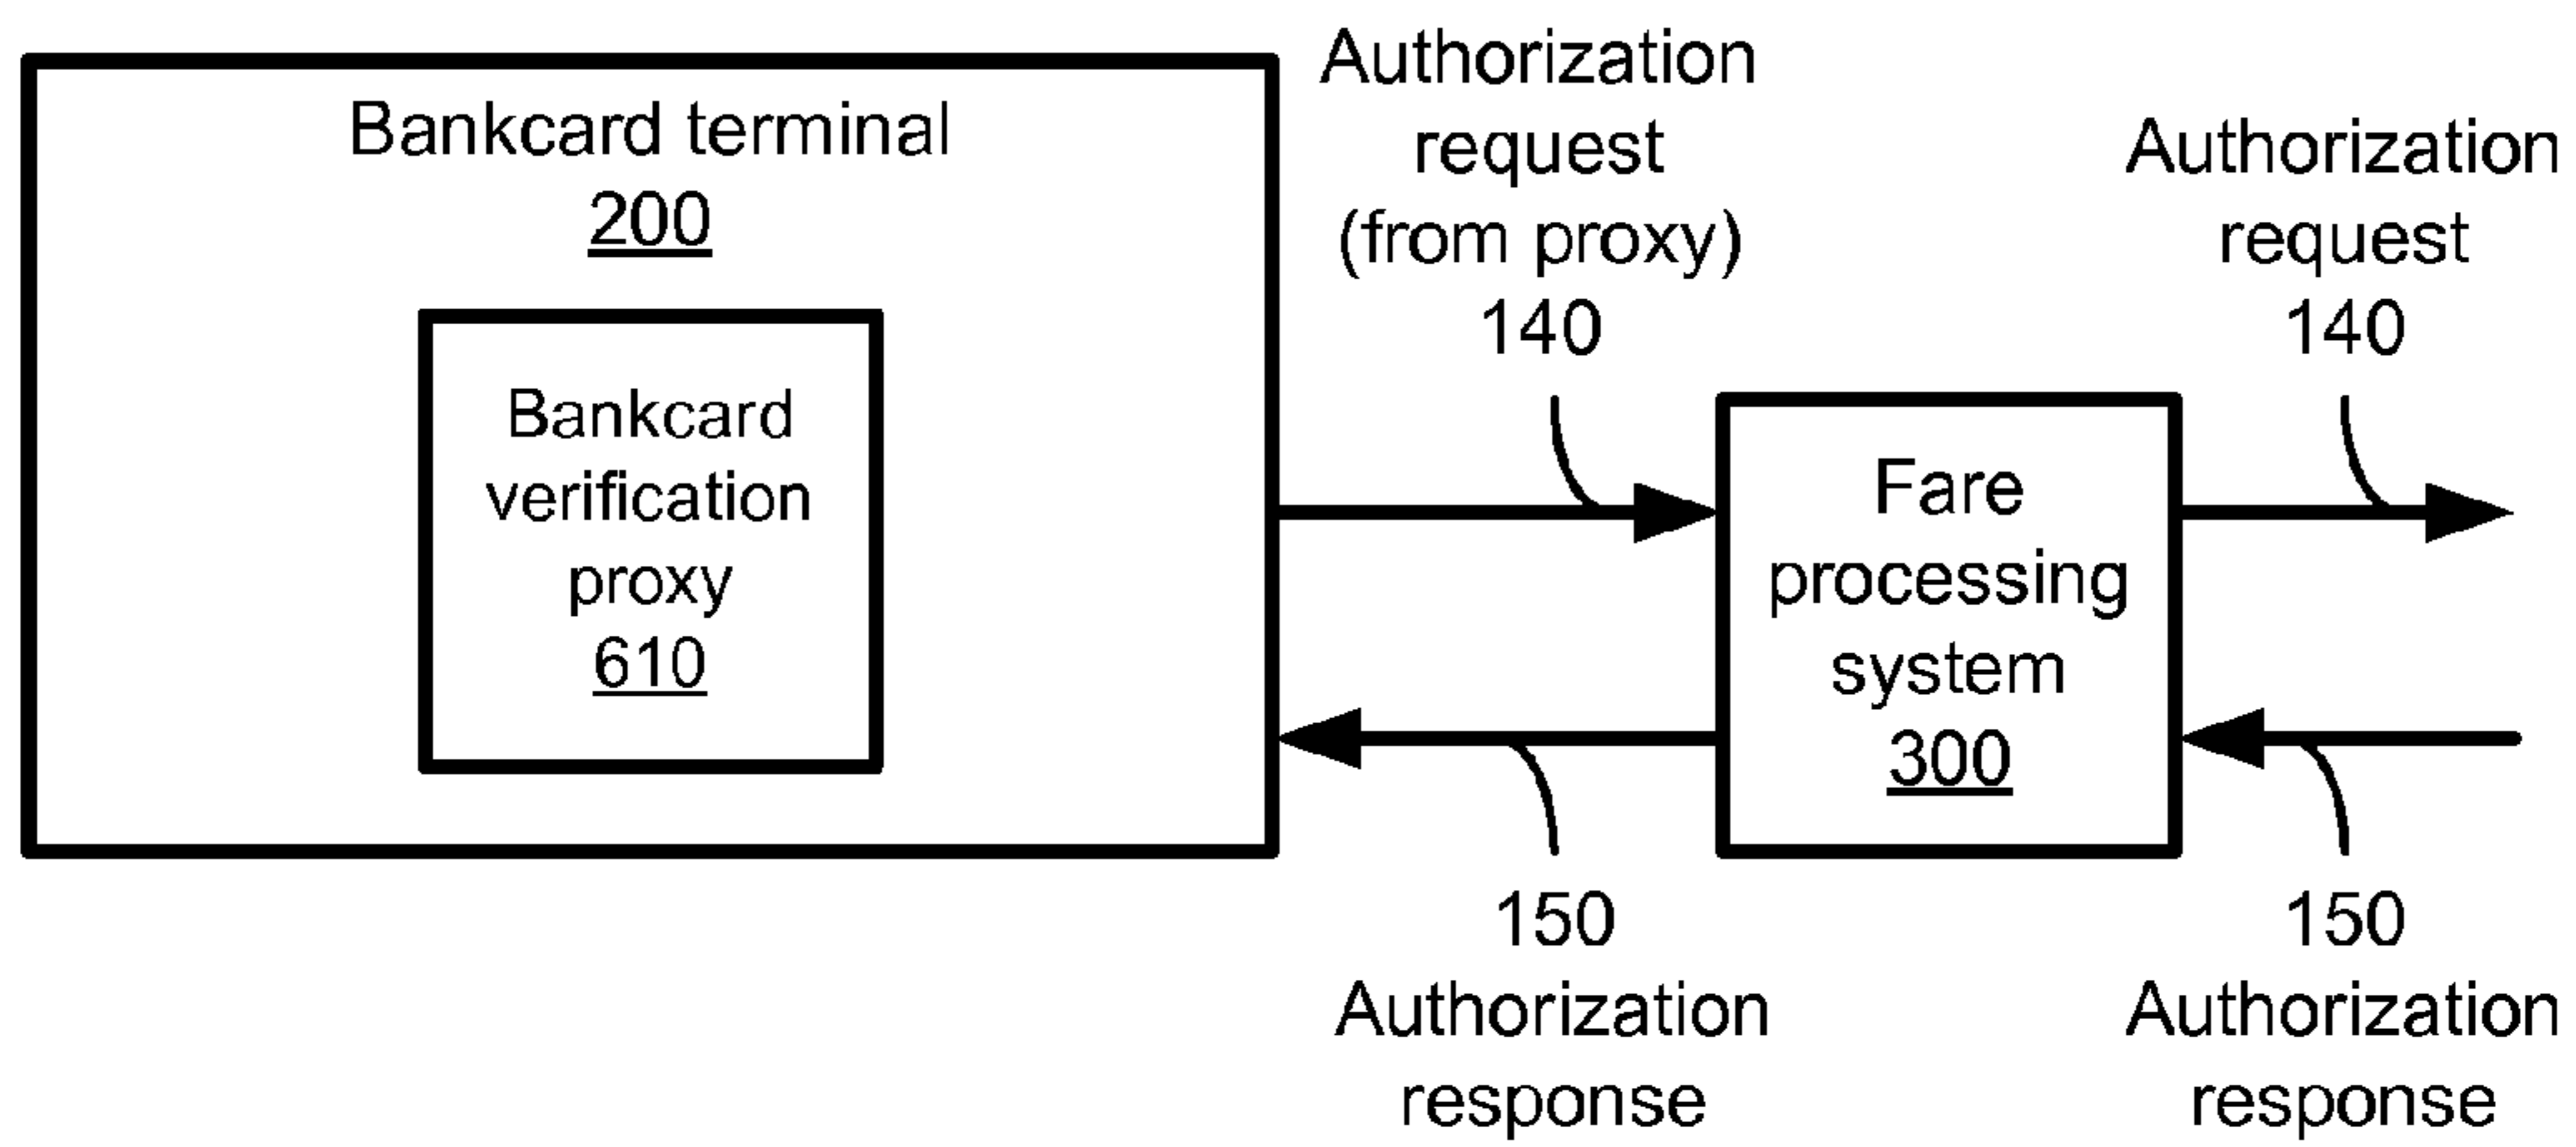 Bankcard terminal
200
Bankcard
verification
proxy
610
Authorization
request
(from proxy)
140
Authorization
request
140
Fare
processing
system
300
150
Authorization
response
150
Authorization
response